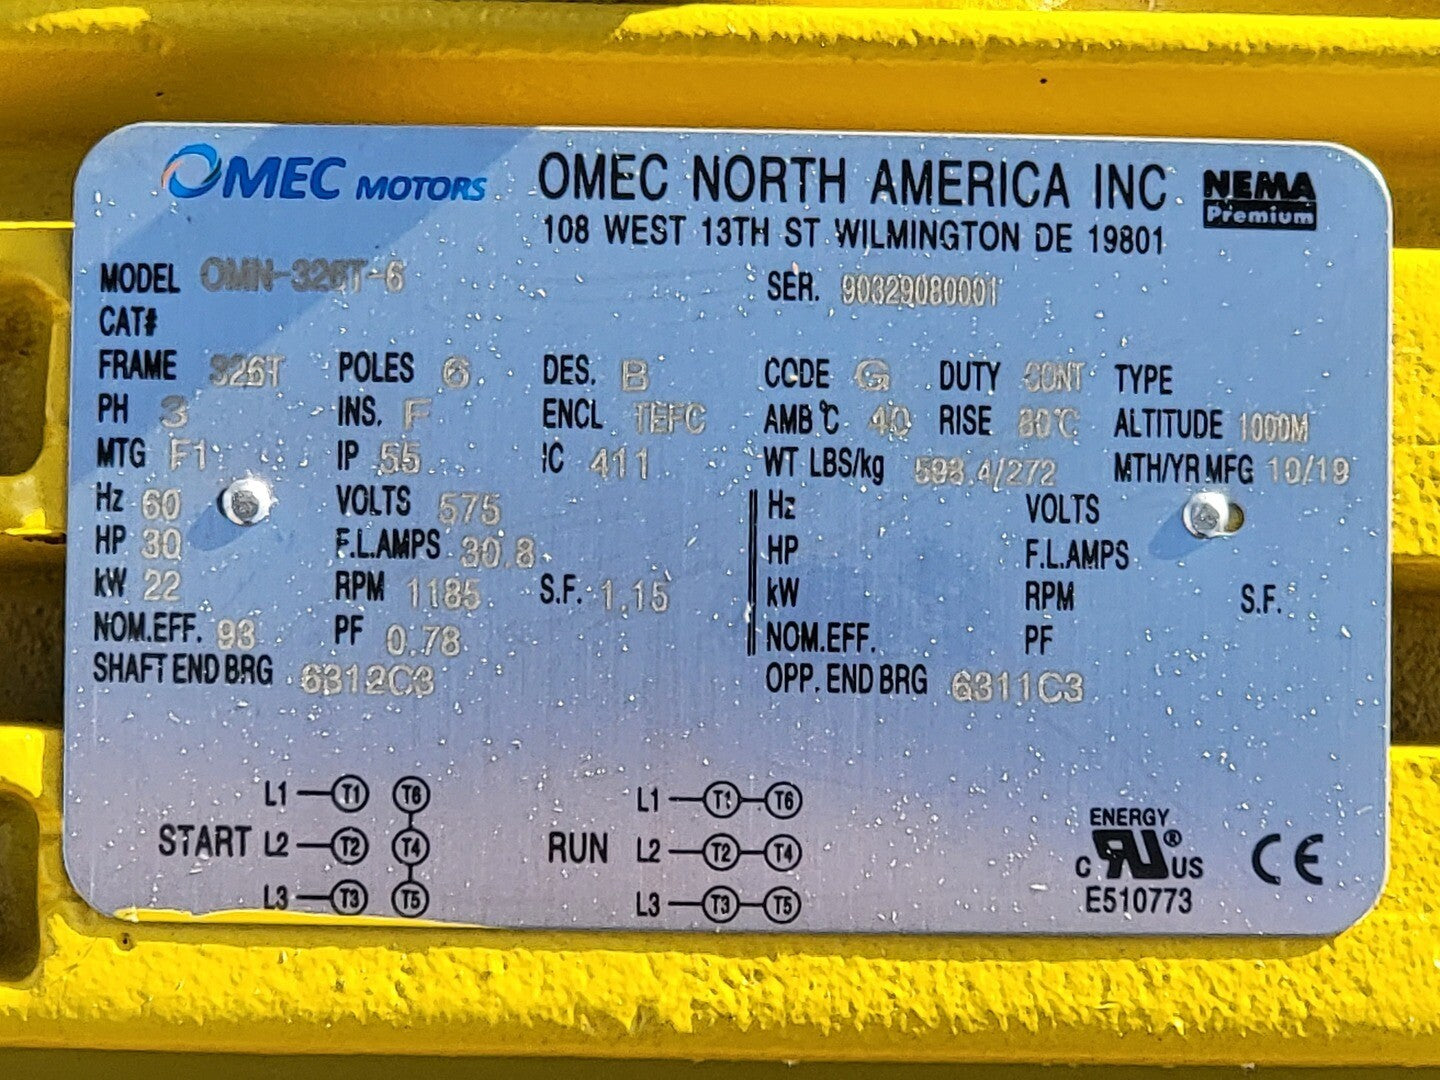 OMEC MOTORS OMEC NORTH AMERICA INC NEMA Premium
108 WEST 13TH ST WILMINGTON DE 19801
MODEL OMN-326T-6 SER. 90329080001
CAT#
FRAME 326T POLES 6 DES. B CODE G DUTY CONT TYPE
PH 3 INS. F ENCL TEFC AMB °C 40 RISE 80°C ALTITUDE 1000M
MTG F1 IP 55 IC 411 WT LBS/kg 598.4/272 MTH/YR MFG 10/19
Hz 60 VOLTS 575 Hz VOLTS
HP 30 F.L.AMPS 30.8 HP F.L.AMPS
kW 22 RPM 1185 S.F. 1.15 kW RPM S.F.
NOM.EFF. 93 PF 0.78 NOM.EFF. PF
SHAFT END BRG 6312C3 OPP. END BRG 6311C3
L1 T1 T6 L1 T1 T6
START L2 T2 T4 RUN L2 T2 T4
L3 T3 T5 L3 T3 T5
ENERGY
c RU ® US CE
E510773